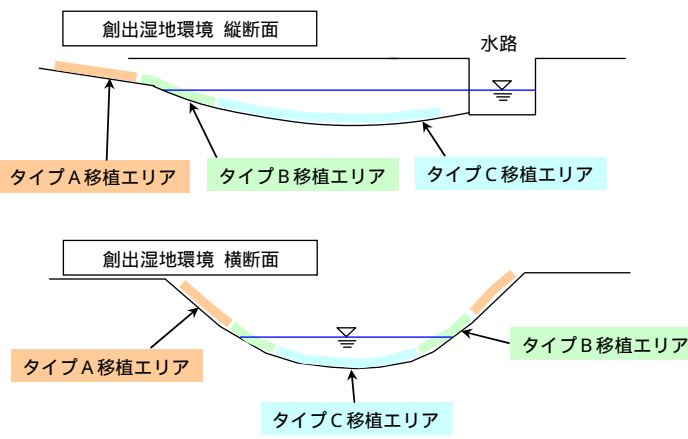 創出湿地環境 縦断面
水路
タイプA移植エリア
タイプB移植エリア
タイプC移植エリア
創出湿地環境 横断面
タイプB移植エリア
タイプA移植エリア
タイプC移植エリア